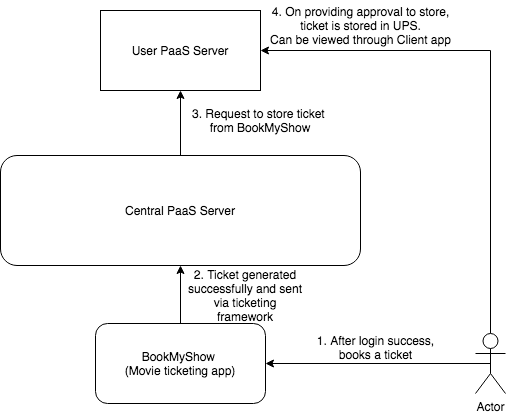 4. On providing approval to store,
ticket is stored in UPS.
Can be viewed through Client app
User PaaS Server
3. Request to store ticket
from BookMyShow
Central PaaS Server
2. Ticket generated
successfully and sent
via ticketing
framework
1. After login success,
books a ticket
BookMyShow
(Movie ticketing app)
Actor